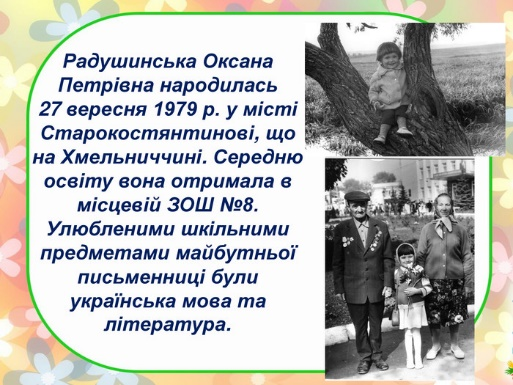 Радушинська Оксана
Петрівна народилась
27 вересня 1979 р. у місті
Старокостянтинові, що
на Хмельниччині. Середню
освіту вона отримала в
місцевій ЗОШ №8.
Улюбленими шкільними
предметами майбутньої
письменниці були
українська мова та
література.